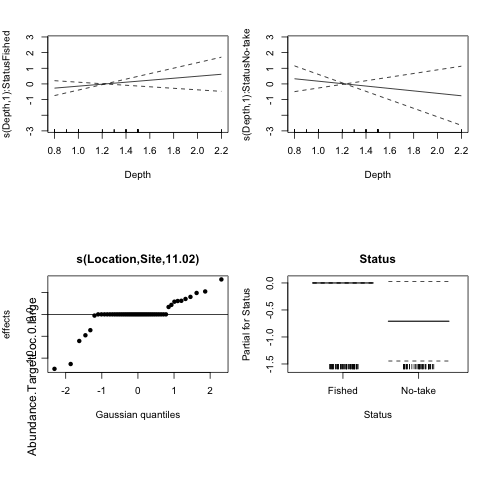 s(Depth,1):StatusFished
3
2
1
0
-1
-3
0.8 1.0 1.2 1.4 1.6 1.8 2.0 2.2
Depth
s(Depth,1):StatusNo-take
3
2
1
0
-1
-3
0.8 1.0 1.2 1.4 1.6 1.8 2.0 2.2
Depth
s(Location,Site,11.02)
effects
Abundance.TargetLoc.0.large
-2 -1 0 1 2
Gaussian quantiles
Status
Partial for Status
0.0
-0.5
-1.0
-1.5
Fished No-take
Status